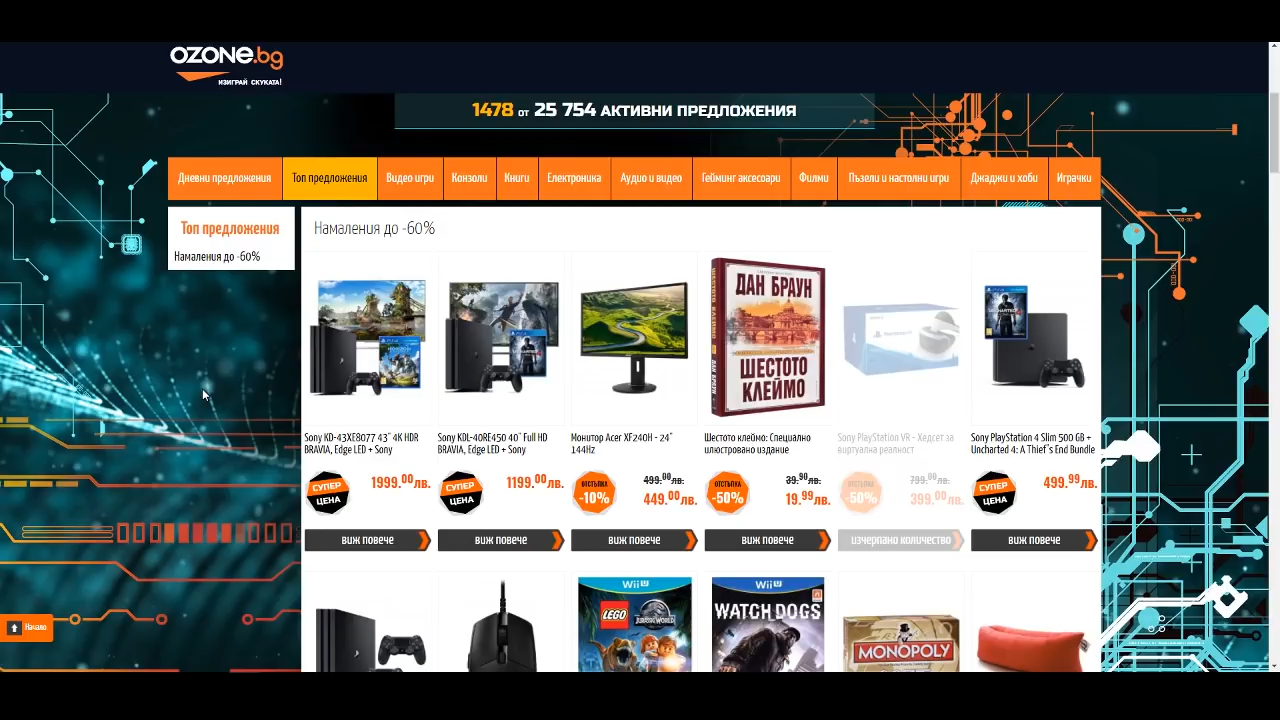 OZONE.bg
ИЗИГРАЙ СКУКАТА!
1478 от 25 754 АКТИВНИ ПРЕДЛОЖЕНИЯ
Дневни предложения
Топ предложения
Видео игри
Конзоли
Книги
Електроника
Аудио и видео
Гейминг аксесоари
Филми
Пъзели и настолни игри
Джаджи и хоби
Играчки
Топ предложения
Намаления до -60%
Намаления до -60%
ДАН БРАУН
ШЕСТОТО
КЛЕЙМО
Sony KD-43XE8077 43" 4K HDR
BRAVIA, Edge LED + Sony
Sony KDL-40RE450 40" Full HD
BRAVIA, Edge LED + Sony
Монитор Acer XF240H - 24"
144Hz
Шестото клеймо: Специално
илюстровано издание
Sony PlayStation VR - Хедсет за
виртуална реалност
Sony PlayStation 4 Slim 500 GB +
Uncharted 4: A Thief's End Bundle
СУПЕР
ЦЕНА
1999.00лв.
СУПЕР
ЦЕНА
1199.00лв.
ОТСТЪПКА
-10%
499.00лв.
449.00лв.
ОТСТЪПКА
-50%
39.90лв.
19.99лв.
ОТСТЪПКА
-50%
799.00лв.
399.00лв.
СУПЕР
ЦЕНА
499.99лв.
виж повече
виж повече
виж повече
виж повече
изчерпано количество
виж повече
Начало
Wii U
LEGO
JURASSIC WORLD
Wii U
WATCH DOGS
MONOPOLY